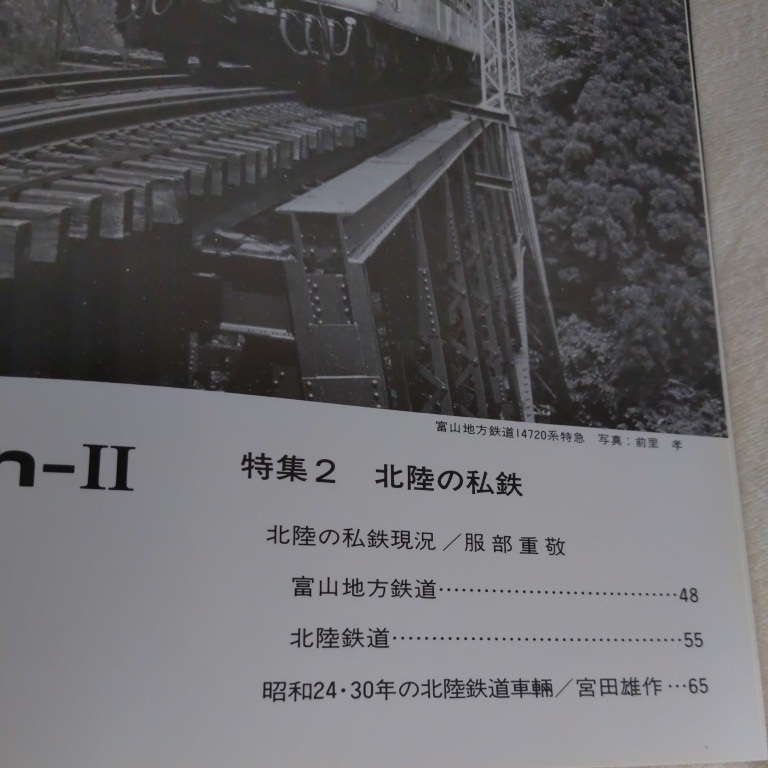 富山地方鉄道14720系特急　写真：前里　孝
n-II
特集2　北陸の私鉄
北陸の私鉄現況／服部重敬
富山地方鉄道································48
北陸鉄道·······································55
昭和24・30年の北陸鉄道車輛／宮田雄作···65